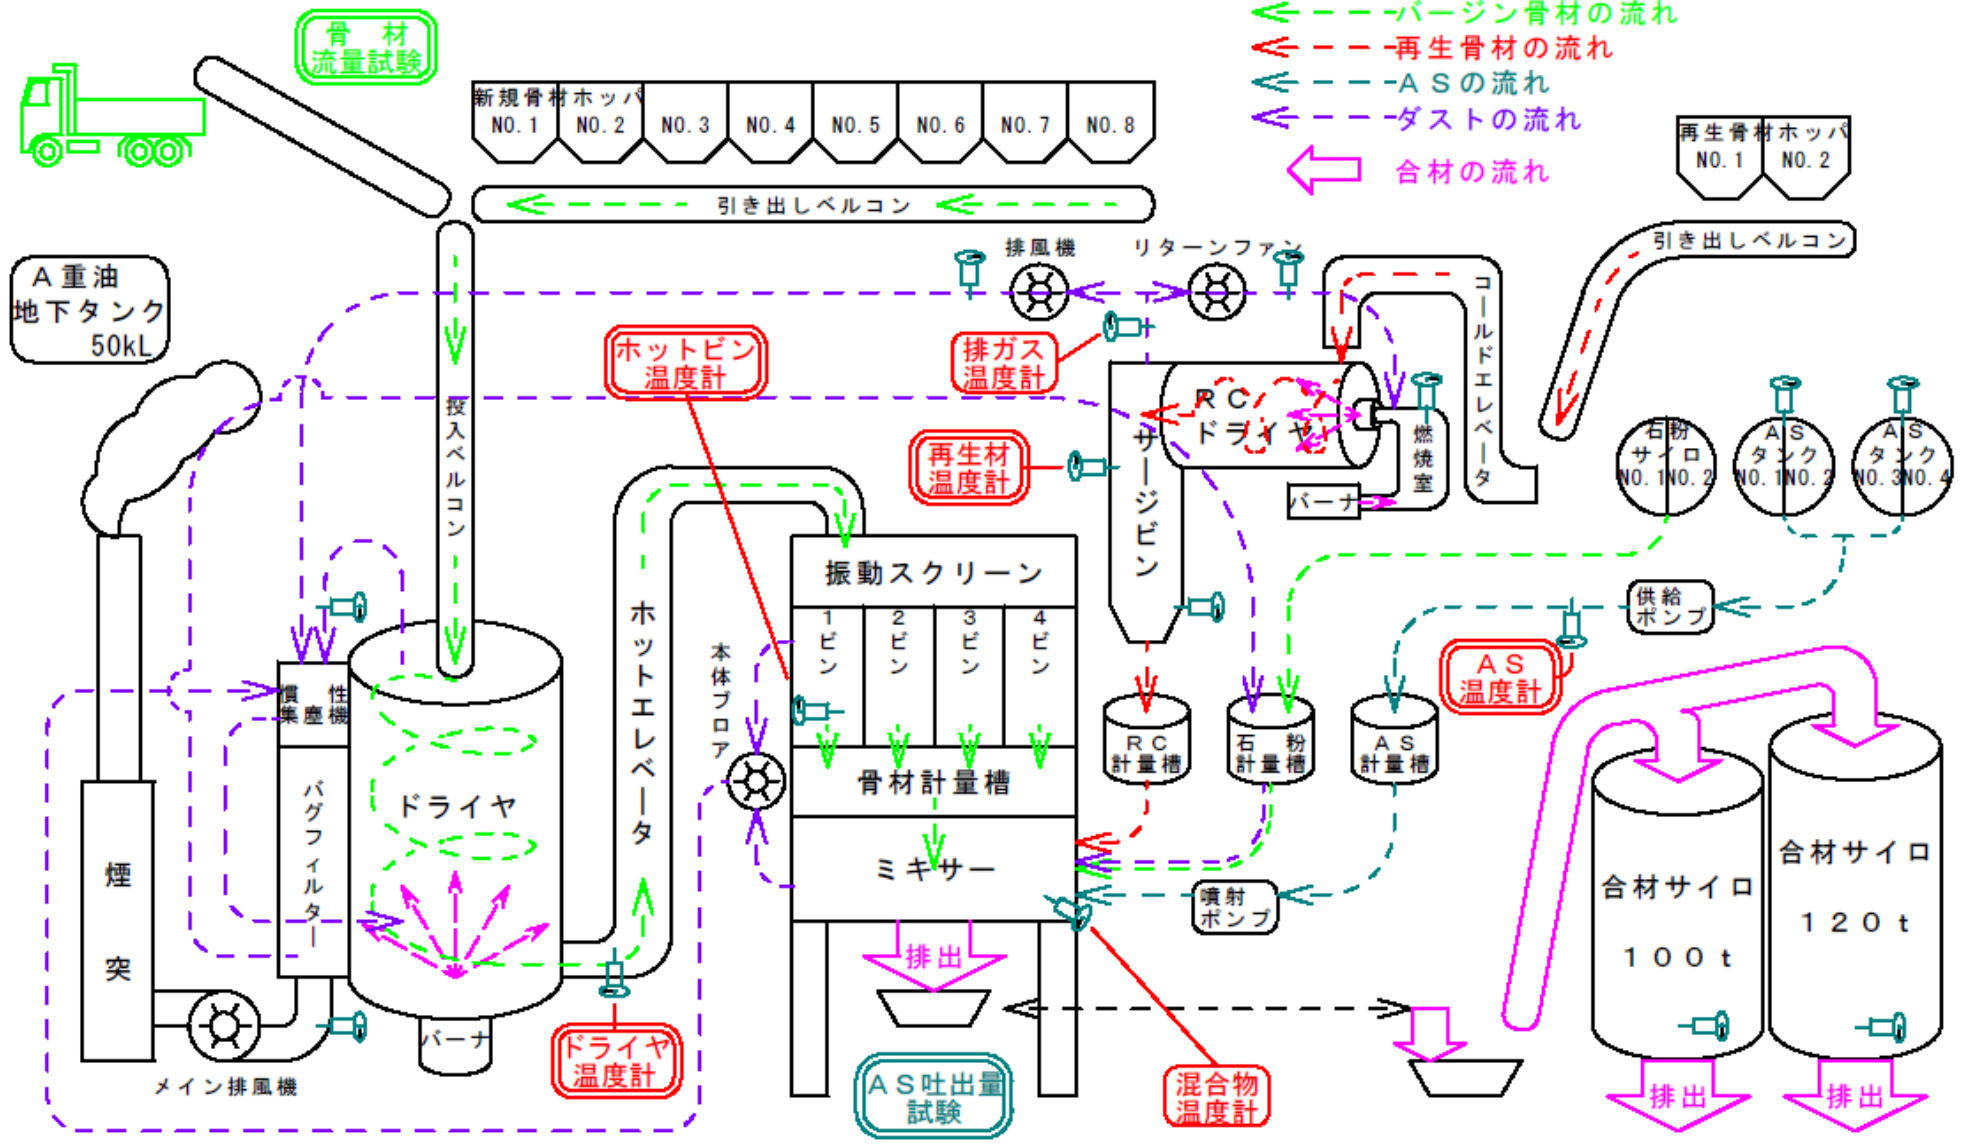 骨 材
流量試験
バージン骨材の流れ
再生骨材の流れ
ASの流れ
ダストの流れ
合材の流れ
新規骨材ホッパ
NO.1
NO.2
NO.3
NO.4
NO.5
NO.6
NO.7
NO.8
再生骨材ホッパ
NO.1
NO.2
引き出しベルコン
引き出しベルコン
A重油
地下タンク
50kL
排風機
リターンファン
コールドエレベータ
ホットビン
温度計
排ガス
温度計
RC
ドライヤ
投入ベルコン
サージビン
再生材
温度計
燃焼室
バーナ
石粉
サイロ
NO.1NO.2
AS
タンク
NO.1NO.2
AS
タンク
NO.3NO.4
振動スクリーン
1ビン
2ビン
3ビン
4ビン
ホットエレベータ
本体ブロア
供給
ポンプ
AS
温度計
慣 性
集塵機
RC
計量槽
石 粉
計量槽
AS
計量槽
バグフィルター
ドライヤ
骨材計量槽
ミキサー
噴射
ポンプ
煙突
合材サイロ
100t
合材サイロ
120t
排出
バーナ
メイン排風機
ドライヤ
温度計
AS吐出量
試験
混合物
温度計
排出
排出